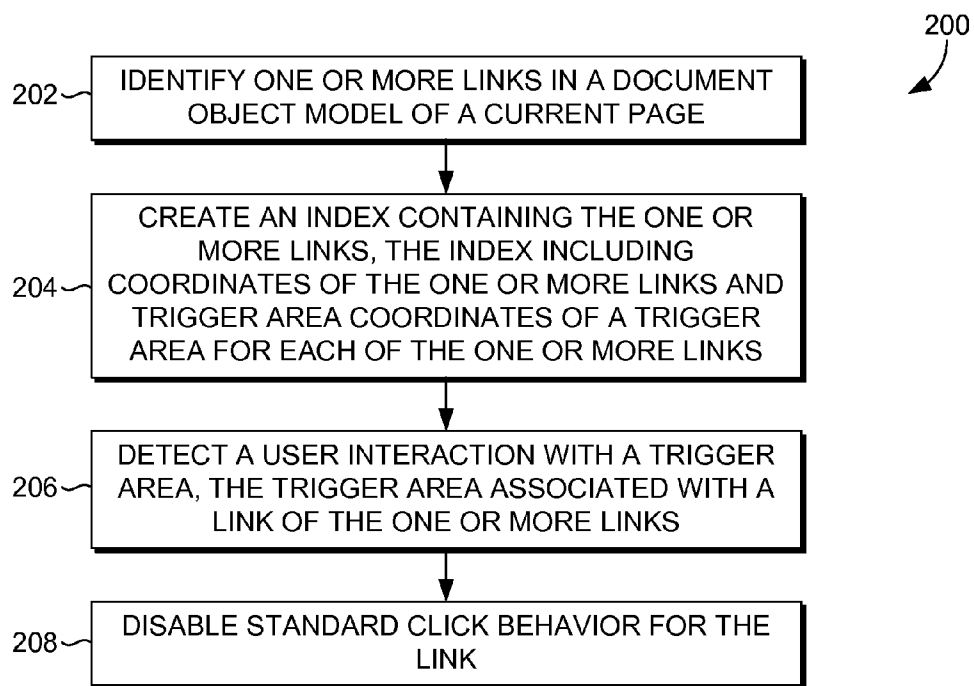 200
202
IDENTIFY ONE OR MORE LINKS IN A DOCUMENT
OBJECT MODEL OF A CURRENT PAGE
204
CREATE AN INDEX CONTAINING THE ONE OR
MORE LINKS, THE INDEX INCLUDING
COORDINATES OF THE ONE OR MORE LINKS AND
TRIGGER AREA COORDINATES OF A TRIGGER
AREA FOR EACH OF THE ONE OR MORE LINKS
206
DETECT A USER INTERACTION WITH A TRIGGER
AREA, THE TRIGGER AREA ASSOCIATED WITH A
LINK OF THE ONE OR MORE LINKS
208
DISABLE STANDARD CLICK BEHAVIOR FOR THE
LINK